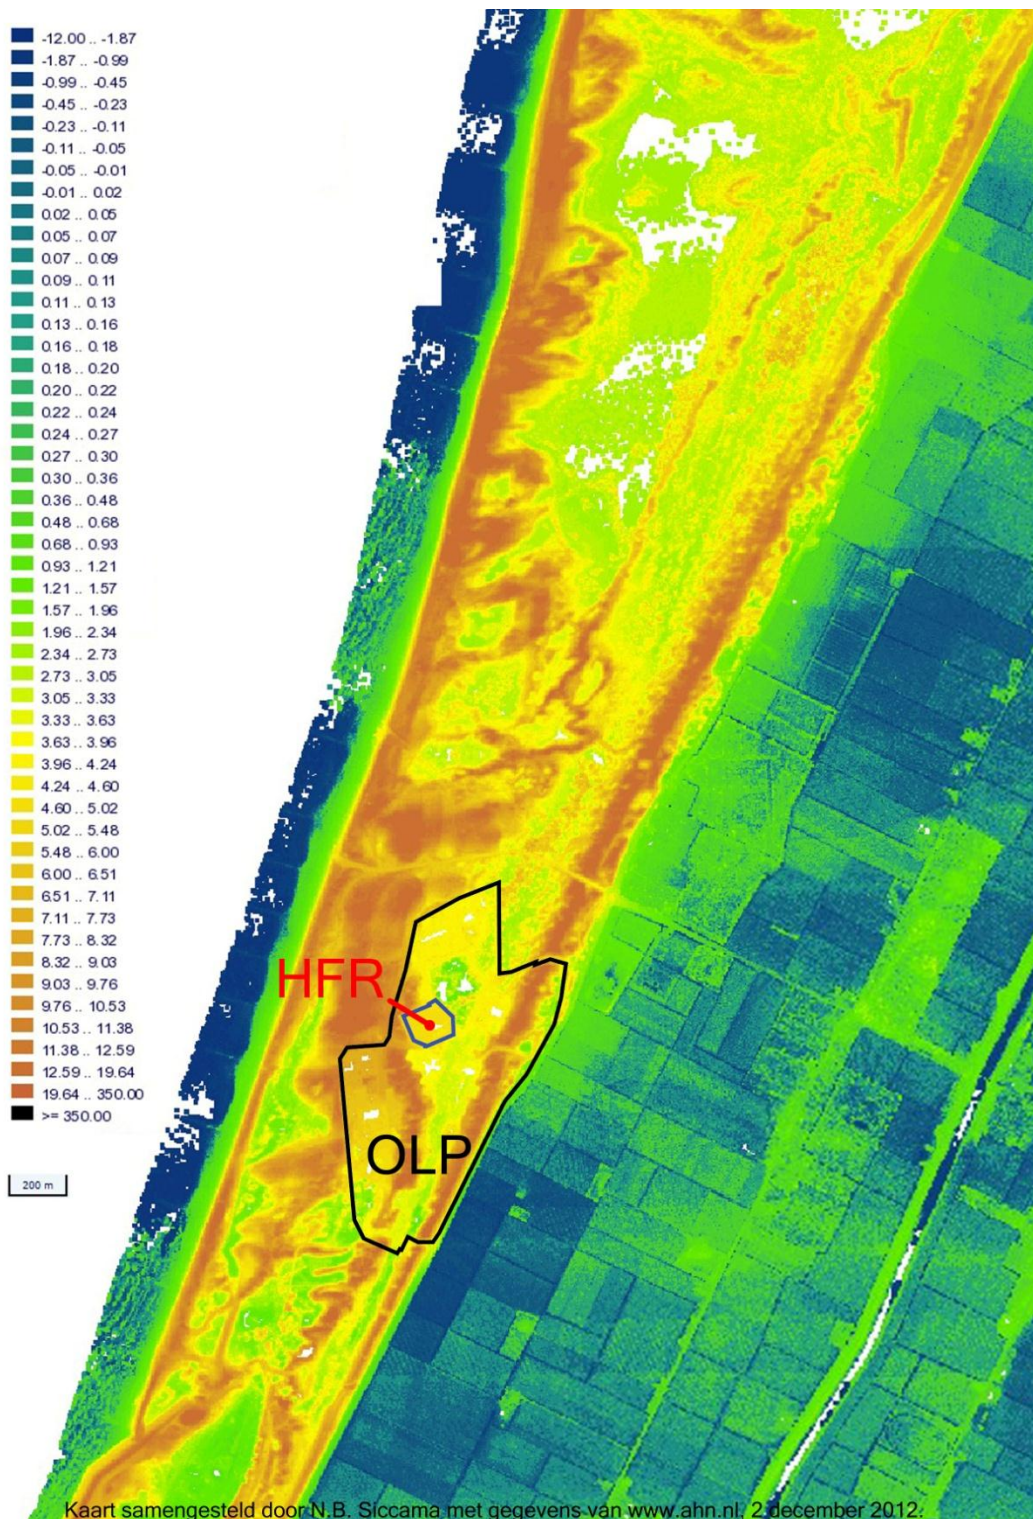 -12.00 .. -1.87
-1.87 .. -0.99
-0.99 .. -0.45
-0.45 .. -0.23
-0.23 .. -0.11
-0.11 .. -0.05
-0.05 .. -0.01
-0.01 .. 0.02
0.02 .. 0.05
0.05 .. 0.07
0.07 .. 0.09
0.09 .. 0.11
0.11 .. 0.13
0.13 .. 0.16
0.16 .. 0.18
0.18 .. 0.20
0.20 .. 0.22
0.22 .. 0.24
0.24 .. 0.27
0.27 .. 0.30
0.30 .. 0.36
0.36 .. 0.48
0.48 .. 0.68
0.68 .. 0.93
0.93 .. 1.21
1.21 .. 1.57
1.57 .. 1.96
1.96 .. 2.34
2.34 .. 2.73
2.73 .. 3.05
3.05 .. 3.33
3.33 .. 3.63
3.63 .. 3.96
3.96 .. 4.24
4.24 .. 4.60
4.60 .. 5.02
5.02 .. 5.48
5.48 .. 6.00
6.00 .. 6.51
6.51 .. 7.11
7.11 .. 7.73
7.73 .. 8.32
8.32 .. 9.03
9.03 .. 9.76
9.76 .. 10.53
10.53 .. 11.38
11.38 .. 12.59
12.59 .. 19.64
19.64 .. 350.00
>= 350.00
200 m
HFR
OLP
Kaart samengesteld door N.B. Siccama met gegevens van www.ahn.nl. 2 december 2012.